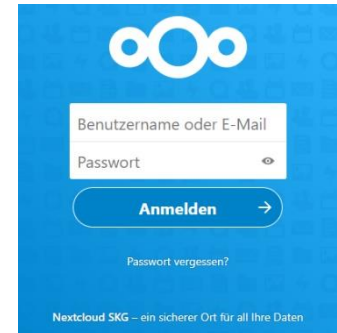 Benutzername oder E-Mail
Passwort
Anmelden
Passwort vergessen?
Nextcloud SKG – ein sicherer Ort für all Ihre Daten